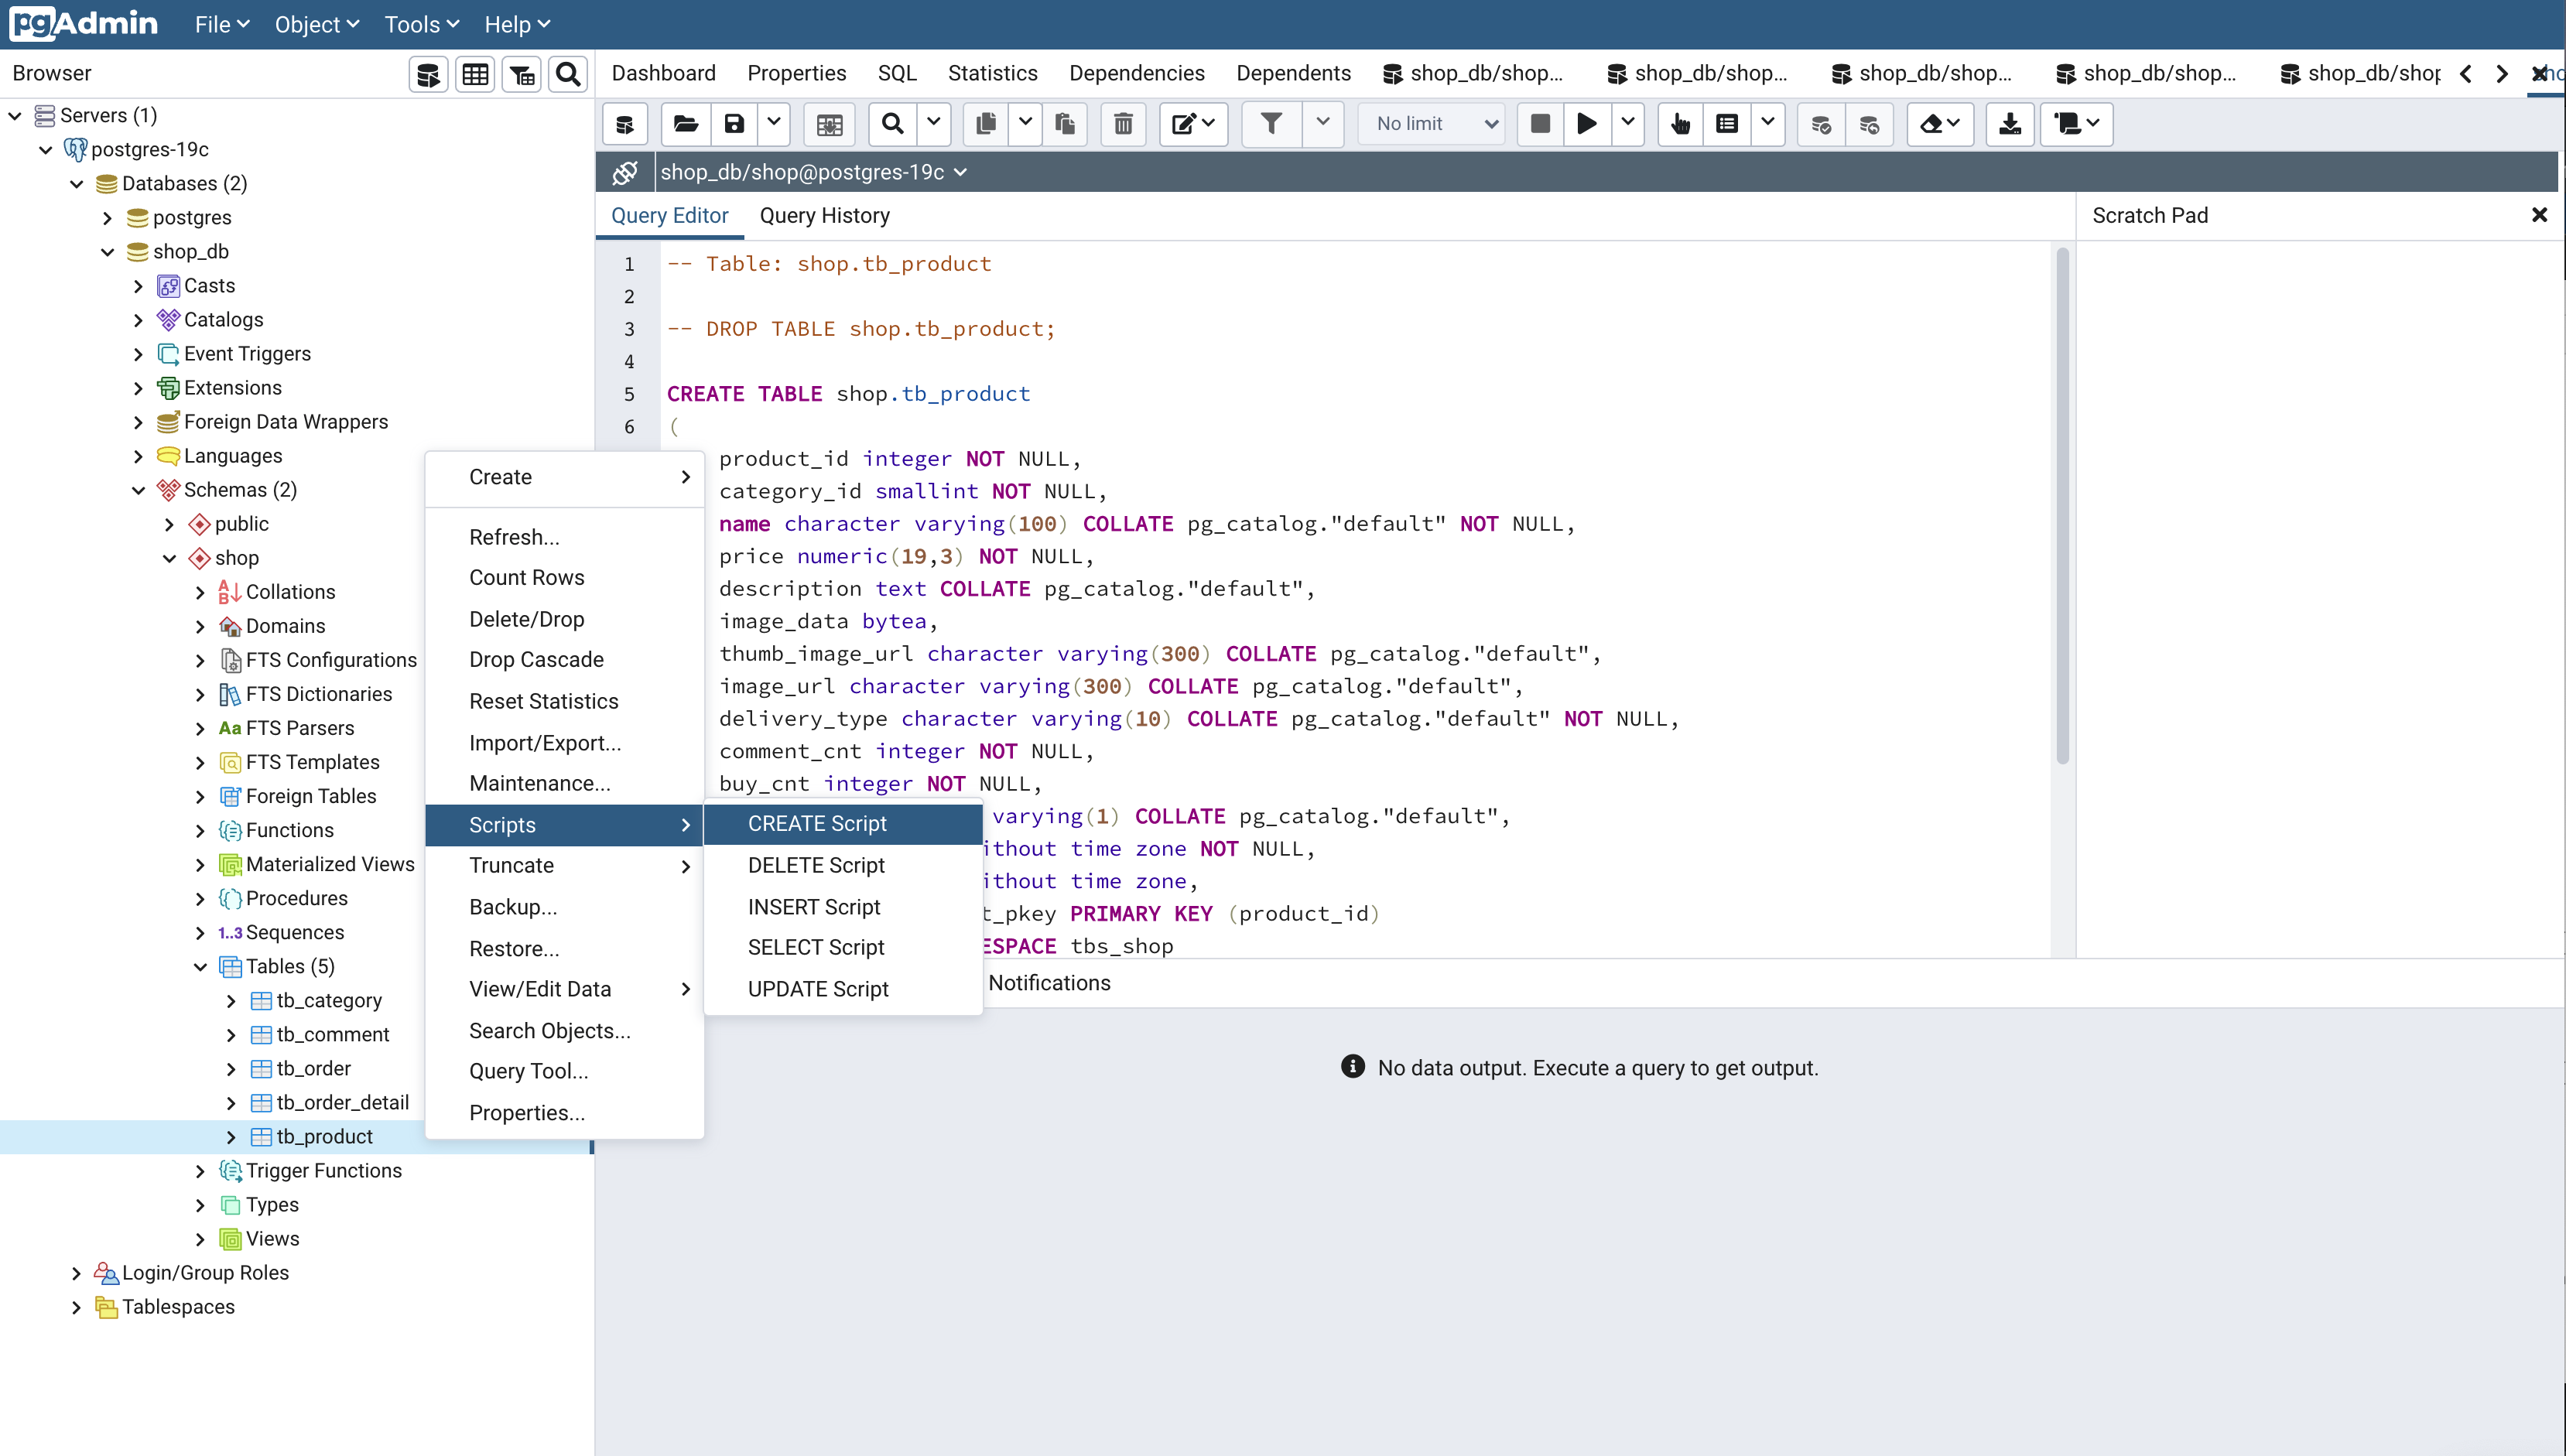 pgAdmin File Object Tools Help
Browser
Dashboard Properties SQL Statistics Dependencies Dependents shop_db/shop... shop_db/shop... shop_db/shop... shop_db/shop... shop_db/shop
No limit
shop_db/shop@postgres-19c
Query Editor Query History
Scratch Pad
Servers (1)
postgres-19c
Databases (2)
postgres
shop_db
Casts
Catalogs
Event Triggers
Extensions
Foreign Data Wrappers
Languages
Schemas (2)
public
shop
Collations
Domains
FTS Configurations
FTS Dictionaries
Aa FTS Parsers
FTS Templates
Foreign Tables
Functions
Materialized Views
Procedures
1..3 Sequences
Tables (5)
tb_category
tb_comment
tb_order
tb_order_detail
tb_product
Trigger Functions
Types
Views
Login/Group Roles
Tablespaces
Create
Refresh...
Count Rows
Delete/Drop
Drop Cascade
Reset Statistics
Import/Export...
Maintenance...
Scripts
Truncate
Backup...
Restore...
View/Edit Data
Search Objects...
Query Tool...
Properties...
CREATE Script
DELETE Script
INSERT Script
SELECT Script
UPDATE Script
1 -- Table: shop.tb_product
2
3 -- DROP TABLE shop.tb_product;
4
5 CREATE TABLE shop.tb_product
6 (
product_id integer NOT NULL,
category_id smallint NOT NULL,
name character varying(100) COLLATE pg_catalog."default" NOT NULL,
price numeric(19,3) NOT NULL,
description text COLLATE pg_catalog."default",
image_data bytea,
thumb_image_url character varying(300) COLLATE pg_catalog."default",
image_url character varying(300) COLLATE pg_catalog."default",
delivery_type character varying(10) COLLATE pg_catalog."default" NOT NULL,
comment_cnt integer NOT NULL,
buy_cnt integer NOT NULL,
varying(1) COLLATE pg_catalog."default",
ithout time zone NOT NULL,
ithout time zone,
t_pkey PRIMARY KEY (product_id)
ESPACE tbs_shop
Notifications
No data output. Execute a query to get output.